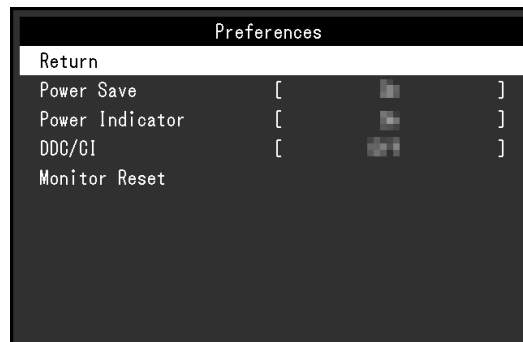 Preferences
Return
Power Save [ ]
Power Indicator [ ]
DDC/CI [ ]
Monitor Reset